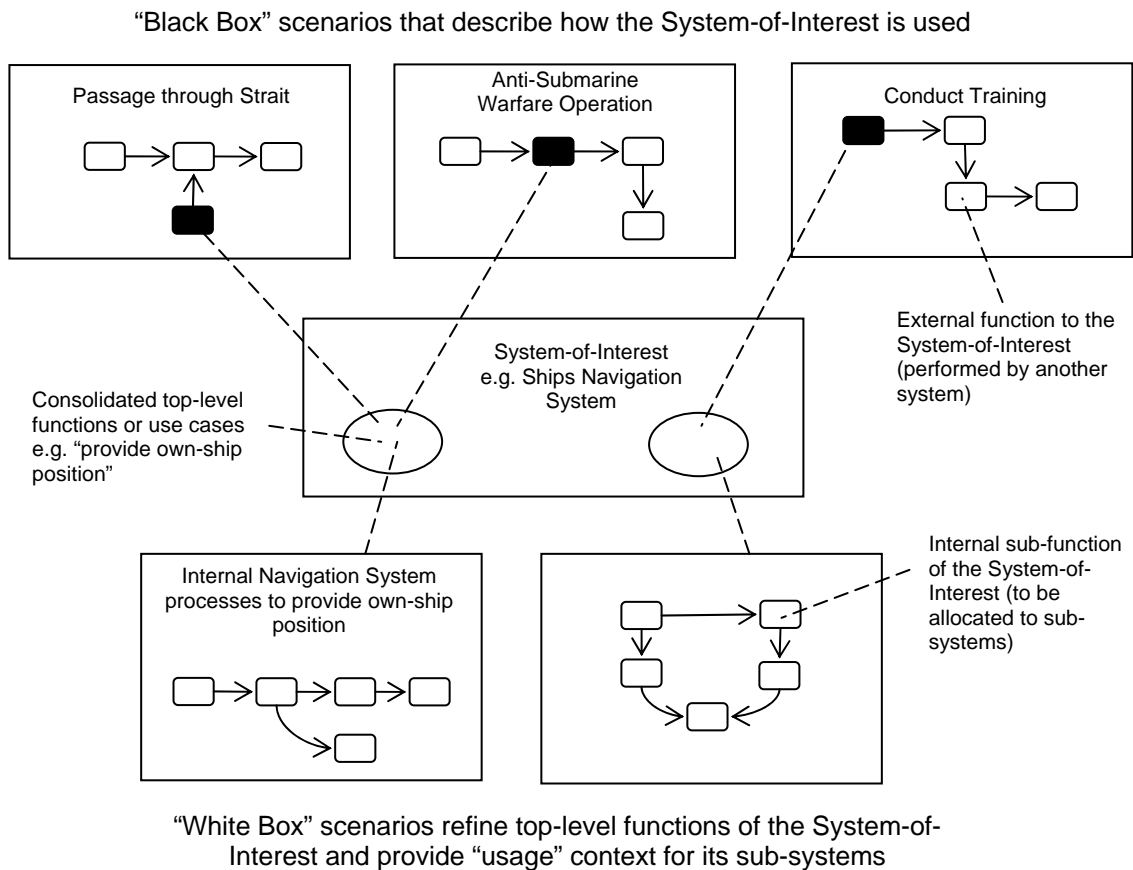 “Black Box” scenarios that describe how the System-of-Interest is used
Passage through Strait
Anti-Submarine
Warfare Operation
Conduct Training
External function to the
System-of-Interest
(performed by another
system)
System-of-Interest
e.g. Ships Navigation
System
Consolidated top-level
functions or use cases
e.g. “provide own-ship
position”
Internal Navigation System
processes to provide own-ship
position
Internal sub-function
of the System-of-
Interest (to be
allocated to sub-
systems)
“White Box” scenarios refine top-level functions of the System-of-
Interest and provide “usage” context for its sub-systems